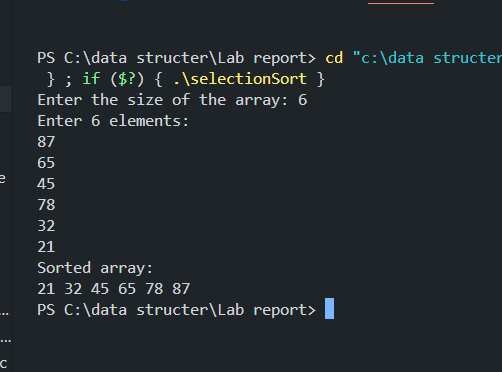 PS C:\data structer\Lab report> cd "c:\data structer
} ; if ($?) { .\selectionSort }
Enter the size of the array: 6
Enter 6 elements:
87
65
45
78
32
21
Sorted array:
21 32 45 65 78 87
PS C:\data structer\Lab report>
e
...
...
c